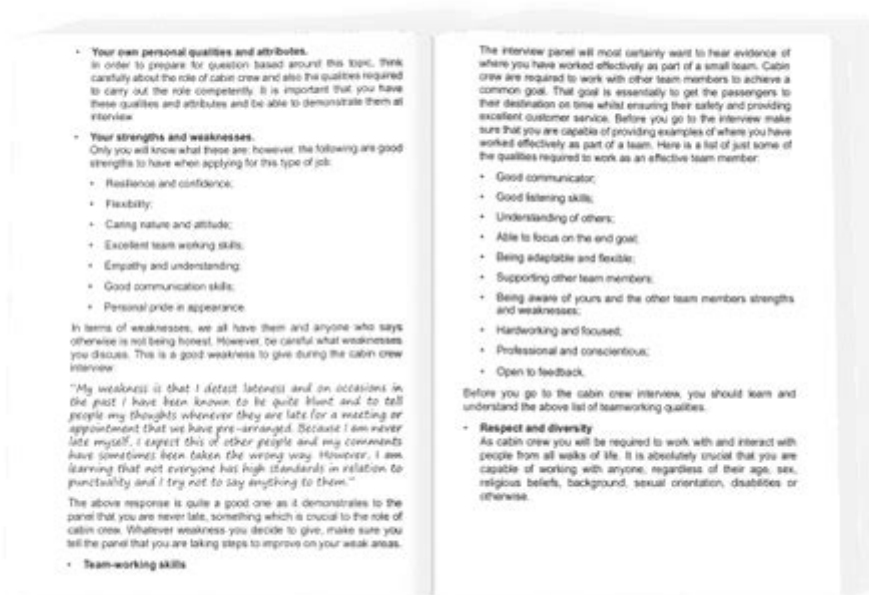 • Your own personal qualities and attributes.
In order to prepare for question based around this topic, think
carefully about the role of cabin crew and also the qualities required
to carry out the role competently. It is important that you have
these qualities and attributes and be able to demonstrate them at
interview
• Your strengths and weaknesses.
Only you will know what these are; however, the following are good
strengths to have when applying for this type of job:
• Resilience and confidence;
• Flexibility;
• Caring nature and attitude;
• Excellent team working skills;
• Empathy and understanding;
• Good communication skills;
• Personal pride in appearance.
In terms of weaknesses, we all have them and anyone who says
otherwise is not being honest. However, be careful what weaknesses
you discuss. This is a good weakness to give during the cabin crew
interview:
"My weakness is that I detest lateness and on occasions in
the past I have been known to be quite blunt and to tell
people my thoughts whenever they are late for a meeting or
appointment that we have pre-arranged. Because I am never
late myself, I expect this of other people and my comments
have sometimes been taken the wrong way. However, I am
learning that not everyone has high standards in relation to
punctuality and I try not to say anything to them."
The above response is quite a good one as it demonstrates to the
panel that you are never late, something which is crucial to the role of
cabin crew. Whatever weakness you decide to give, make sure you
tell the panel that you are taking steps to improve on your weak areas.
• Team-working skills
The interview panel will most certainly want to hear evidence of
where you have worked effectively as part of a small team. Cabin
crew are required to work with other team members to achieve a
common goal. That goal is essentially to get the passengers to
their destination on time whilst ensuring their safety and providing
excellent customer service. Before you go to the interview make
sure that you are capable of providing examples of where you have
worked effectively as part of a team. Here is a list of just some of
the qualities required to work as an effective team member:
• Good communicator;
• Good listening skills;
• Understanding of others;
• Able to focus on the end goal;
• Being adaptable and flexible;
• Supporting other team members;
• Being aware of yours and the other team members strengths
and weaknesses;
• Hardworking and focused;
• Professional and conscientious;
• Open to feedback.
Before you go to the cabin crew interview, you should learn and
understand the above list of teamworking qualities.
• Respect and diversity
As cabin crew you will be required to work with and interact with
people from all walks of life. It is absolutely crucial that you are
capable of working with anyone, regardless of their age, sex,
religious beliefs, background, sexual orientation, disabilities or
otherwise.